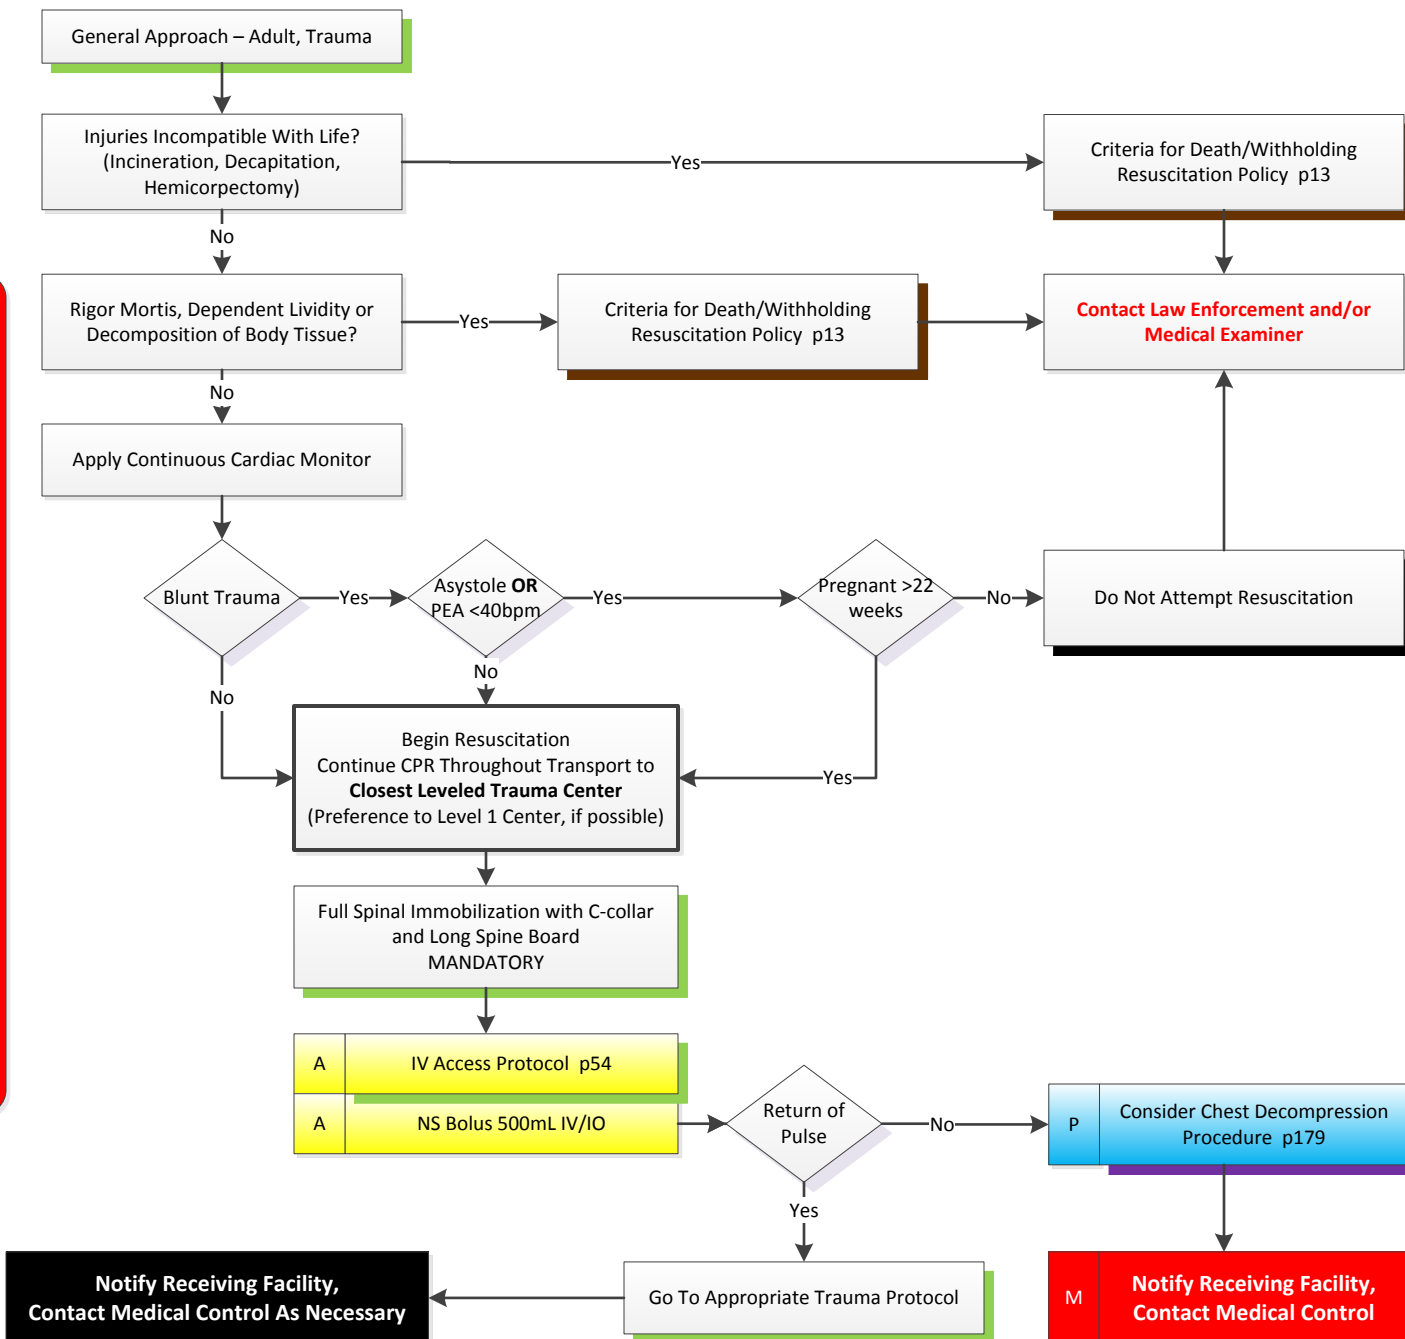 General Approach – Adult, Trauma
Injuries Incompatible With Life?
(Incineration, Decapitation,
Hemicorpectomy)
Yes
Criteria for Death/Withholding
Resuscitation Policy p13
No
Rigor Mortis, Dependent Lividity or
Decomposition of Body Tissue?
Yes
Criteria for Death/Withholding
Resuscitation Policy p13
Contact Law Enforcement and/or
Medical Examiner
No
Apply Continuous Cardiac Monitor
Blunt Trauma
Yes
Asystole OR
PEA <40bpm
Yes
Pregnant >22
weeks
No
Do Not Attempt Resuscitation
No
No
Yes
Begin Resuscitation
Continue CPR Throughout Transport to
Closest Leveled Trauma Center
(Preference to Level 1 Center, if possible)
Full Spinal Immobilization with C-collar
and Long Spine Board
MANDATORY
A
IV Access Protocol p54
A
NS Bolus 500mL IV/IO
Return of
Pulse
No
P
Consider Chest Decompression
Procedure p179
Yes
Notify Receiving Facility,
Contact Medical Control As Necessary
Go To Appropriate Trauma Protocol
M
Notify Receiving Facility,
Contact Medical Control